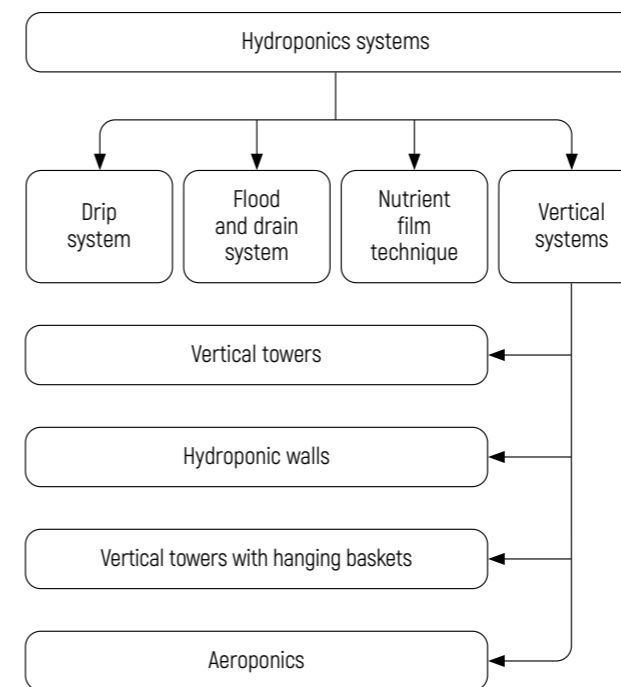 Hydroponics systems
Drip
system
Flood
and drain
system
Nutrient
film
technique
Vertical
systems
Vertical towers
Hydroponic walls
Vertical towers with hanging baskets
Aeroponics